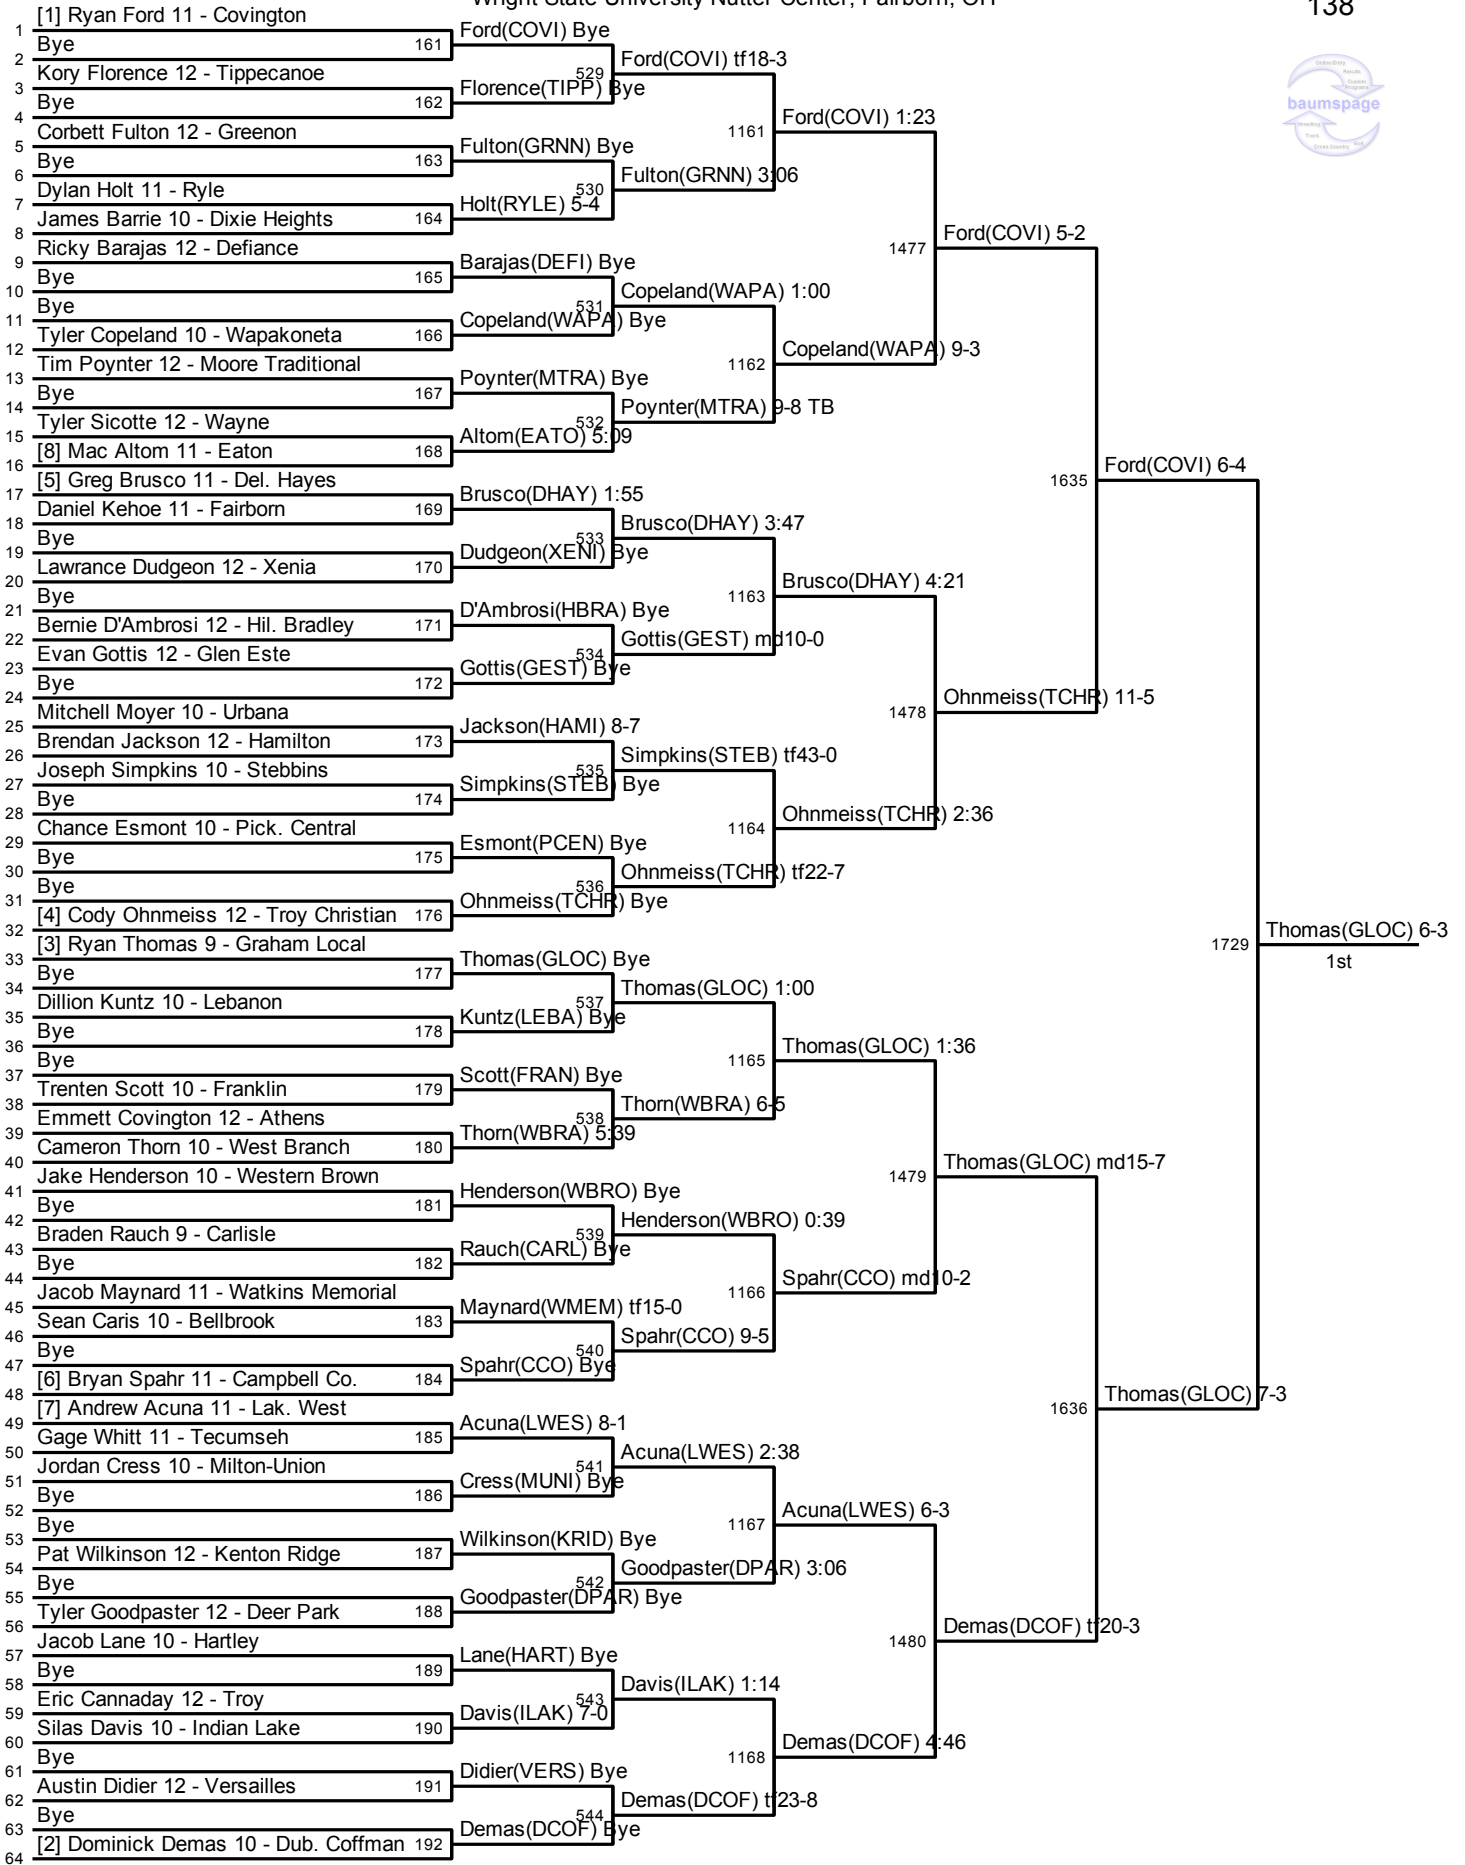 Wright State University Nutter Center, Fairborn, OH
138
baumspage
[1] Ryan Ford 11 - Covington
1
Bye
161
2
Kory Florence 12 - Tippecanoe
3
Bye
162
4
Corbett Fulton 12 - Greenon
5
Bye
163
6
Dylan Holt 11 - Ryle
7
James Barrie 10 - Dixie Heights
164
8
Ricky Barajas 12 - Defiance
9
Bye
165
10
Bye
11
Tyler Copeland 10 - Wapakoneta
166
12
Tim Poynter 12 - Moore Traditional
13
Bye
167
14
Tyler Sicotte 12 - Wayne
15
[8] Mac Altom 11 - Eaton
168
16
[5] Greg Brusco 11 - Del. Hayes
17
Daniel Kehoe 11 - Fairborn
169
18
Bye
19
Lawrance Dudgeon 12 - Xenia
170
20
Bye
21
Bernie D'Ambrosi 12 - Hil. Bradley
171
22
Evan Gottis 12 - Glen Este
23
Bye
172
24
Mitchell Moyer 10 - Urbana
25
Brendan Jackson 12 - Hamilton
173
26
Joseph Simpkins 10 - Stebbins
27
Bye
174
28
Chance Esmont 10 - Pick. Central
29
Bye
175
30
Bye
31
[4] Cody Ohnmeiss 12 - Troy Christian
176
32
[3] Ryan Thomas 9 - Graham Local
33
Bye
177
34
Dillion Kuntz 10 - Lebanon
35
Bye
178
36
Bye
37
Trenten Scott 10 - Franklin
179
38
Emmett Covington 12 - Athens
39
Cameron Thorn 10 - West Branch
180
40
Jake Henderson 10 - Western Brown
41
Bye
181
42
Braden Rauch 9 - Carlisle
43
Bye
182
44
Jacob Maynard 11 - Watkins Memorial
45
Sean Caris 10 - Bellbrook
183
46
Bye
47
[6] Bryan Spahr 11 - Campbell Co.
184
48
[7] Andrew Acuna 11 - Lak. West
49
Gage Whitt 11 - Tecumseh
185
50
Jordan Cress 10 - Milton-Union
51
Bye
186
52
Bye
53
Pat Wilkinson 12 - Kenton Ridge
187
54
Bye
55
Tyler Goodpaster 12 - Deer Park
188
56
Jacob Lane 10 - Hartley
57
Bye
189
58
Eric Cannaday 12 - Troy
59
Silas Davis 10 - Indian Lake
190
60
Bye
61
Austin Didier 12 - Versailles
191
62
Bye
63
[2] Dominick Demas 10 - Dub. Coffman
192
64
Ford(COVI) Bye
529
Florence(TIPP) Bye
Fulton(GRNN) Bye
530
Holt(RYLE) 5-4
Barajas(DEFI) Bye
531
Copeland(WAPA) Bye
Poynter(MTRA) Bye
532
Altom(EATO) 5:09
Brusco(DHAY) 1:55
533
Dudgeon(XENI) Bye
D'Ambrosi(HBRA) Bye
534
Gottis(GEST) Bye
Jackson(HAMI) 8-7
535
Simpkins(STEB) Bye
Esmont(PCEN) Bye
536
Ohnmeiss(TCHR) Bye
Thomas(GLOC) Bye
537
Kuntz(LEBA) Bye
Scott(FRAN) Bye
538
Thorn(WBRA) 5:39
Henderson(WBRO) Bye
539
Rauch(CARL) Bye
Maynard(WMEM) tf15-0
540
Spahr(CCO) Bye
Acuna(LWES) 8-1
541
Cress(MUNI) Bye
Wilkinson(KRID) Bye
542
Goodpaster(DPAR) Bye
Lane(HART) Bye
543
Davis(ILAK) 7-0
Didier(VERS) Bye
544
Demas(DCOF) Bye
Ford(COVI) tf18-3
1161
Fulton(GRNN) 3:06
Copeland(WAPA) 1:00
1162
Poynter(MTRA) 9-8 TB
Brusco(DHAY) 3:47
1163
Gottis(GEST) md10-0
Simpkins(STEB) tf43-0
1164
Ohnmeiss(TCHR) tf22-7
Thomas(GLOC) 1:00
1165
Thorn(WBRA) 6-5
Henderson(WBRO) 0:39
1166
Spahr(CCO) 9-5
Acuna(LWES) 2:38
1167
Goodpaster(DPAR) 3:06
Davis(ILAK) 1:14
1168
Demas(DCOF) tf23-8
Ford(COVI) 1:23
1477
Copeland(WAPA) 9-3
Brusco(DHAY) 4:21
1478
Ohnmeiss(TCHR) 2:36
Thomas(GLOC) 1:36
1479
Spahr(CCO) md10-2
Acuna(LWES) 6-3
1480
Demas(DCOF) 4:46
Ford(COVI) 5-2
1635
Ohnmeiss(TCHR) 11-5
Thomas(GLOC) md15-7
1636
Demas(DCOF) tf20-3
Ford(COVI) 6-4
1729
Thomas(GLOC) 7-3
Thomas(GLOC) 6-3
1st